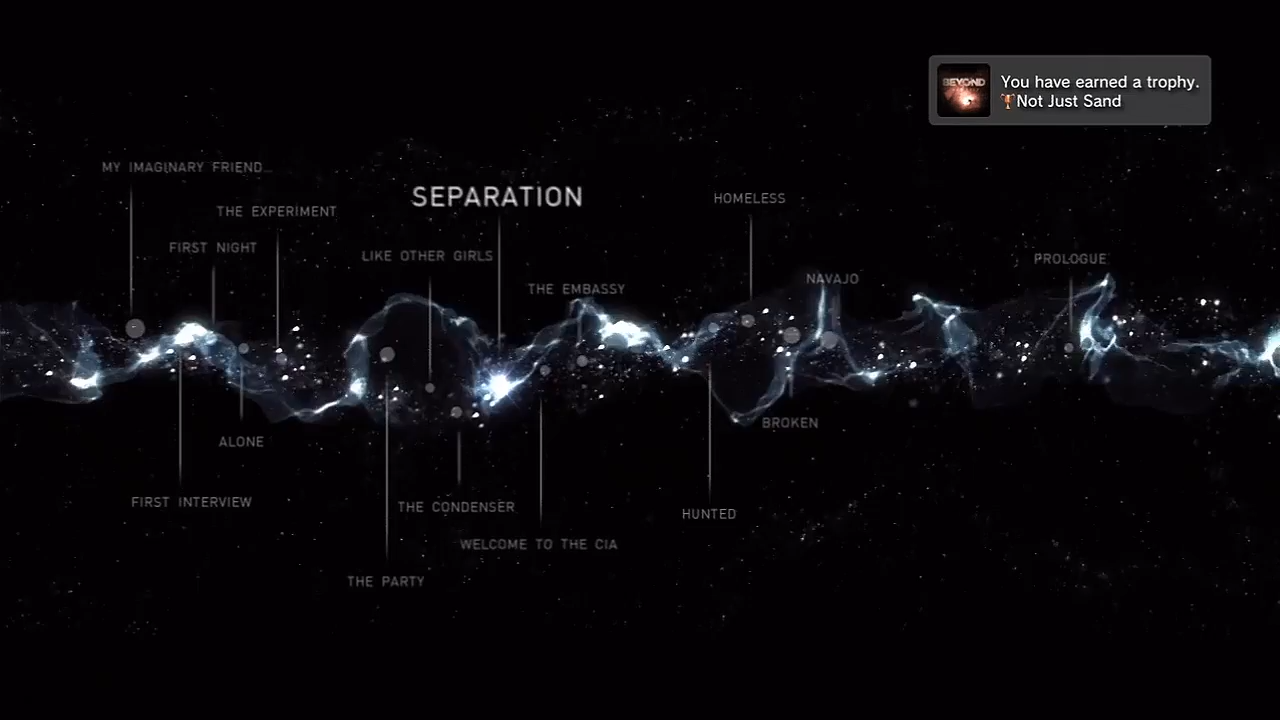 BEYOND
You have earned a trophy.
Not Just Sand
MY IMAGINARY FRIEND...
SEPARATION
HOMELESS
THE EXPERIMENT
FIRST NIGHT
LIKE OTHER GIRLS
PROLOGUE
NAVAJO
THE EMBASSY
BROKEN
ALONE
FIRST INTERVIEW
THE CONDENSER
HUNTED
WELCOME TO THE CIA
THE PARTY